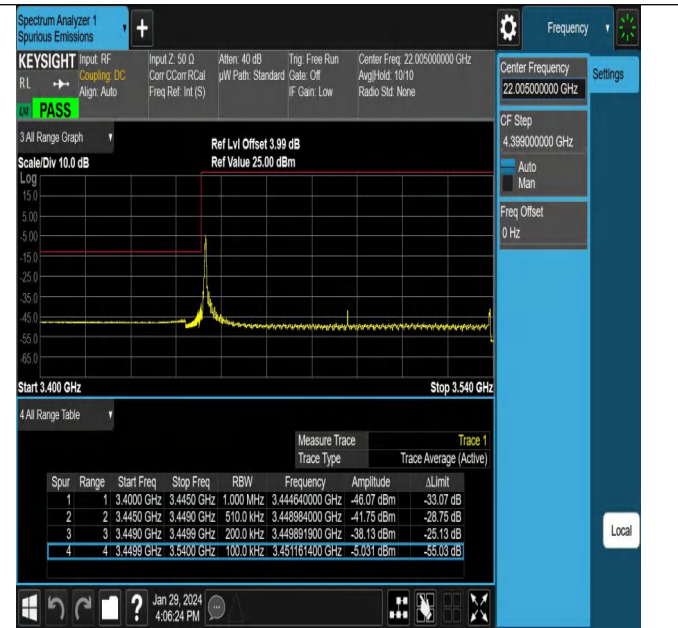 Spectrum Analyzer 1
Spurious Emissions
Frequency
KEYSIGHT Input: RF Input Z: 50 Ω Atten: 40 dB Trig: Free Run Center Freq: 22.005000000 GHz
RL Coupling: DC Corr CCorr RCal µW Path: Standard Gate: Off Avg|Hold: 10/10
Align: Auto Freq Ref: Int (S) IF Gain: Low Radio Std: None
PASS
Center Frequency
22.005000000 GHz
Settings
CF Step
4.399000000 GHz
Auto
Man
Freq Offset
0 Hz
3 All Range Graph
Ref Lvl Offset 3.99 dB
Scale/Div 10.0 dB Ref Value 25.00 dBm
Log
15.0
5.00
-5.00
-15.0
-25.0
-35.0
-45.0
-55.0
-65.0
Start 3.400 GHz Stop 3.540 GHz
4 All Range Table
Measure Trace Trace 1
Trace Type Trace Average (Active)
Spur Range Start Freq Stop Freq RBW Frequency Amplitude ΔLimit
1 1 3.4000 GHz 3.4450 GHz 1.000 MHz 3.444640000 GHz -46.07 dBm -33.07 dB
2 2 3.4450 GHz 3.4490 GHz 510.0 kHz 3.448984000 GHz -41.75 dBm -28.75 dB
3 3 3.4490 GHz 3.4499 GHz 200.0 kHz 3.449891900 GHz -38.13 dBm -25.13 dB
4 4 3.4499 GHz 3.5400 GHz 100.0 kHz 3.451161400 GHz -5.031 dBm -55.03 dB
Local
Jan 29, 2024
4:06:24 PM